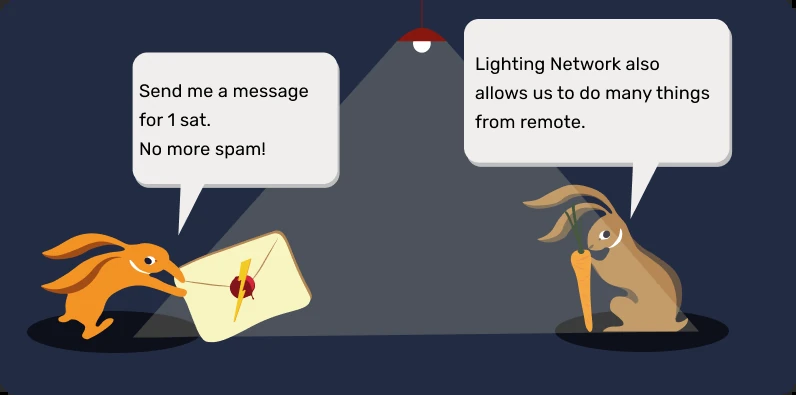 Send me a message
for 1 sat.
No more spam!
Lighting Network also
allows us to do many things
from remote.